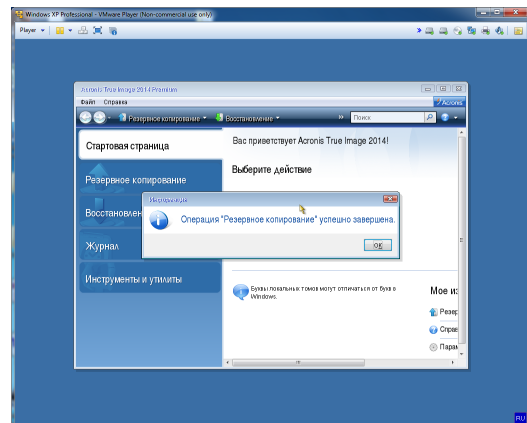 Windows XP Professional - VMware Player (Non-commercial use only)
Player
Acronis True Image 2014 Premium
Файл Справка
Acronis
Резервное копирование Восстановление » Поиск
Стартовая страница
Вас приветствует Acronis True Image 2014!
Выберите действие
Резервное копирование
Информация
Восстановлен
Операция "Резервное копирование" успешно завершена.
OK
Журнал
Инструменты и утилиты
Буквы локальных томов могут отличаться от букв в
Windows.
Мое из
Резер
Справ
Парам
RU